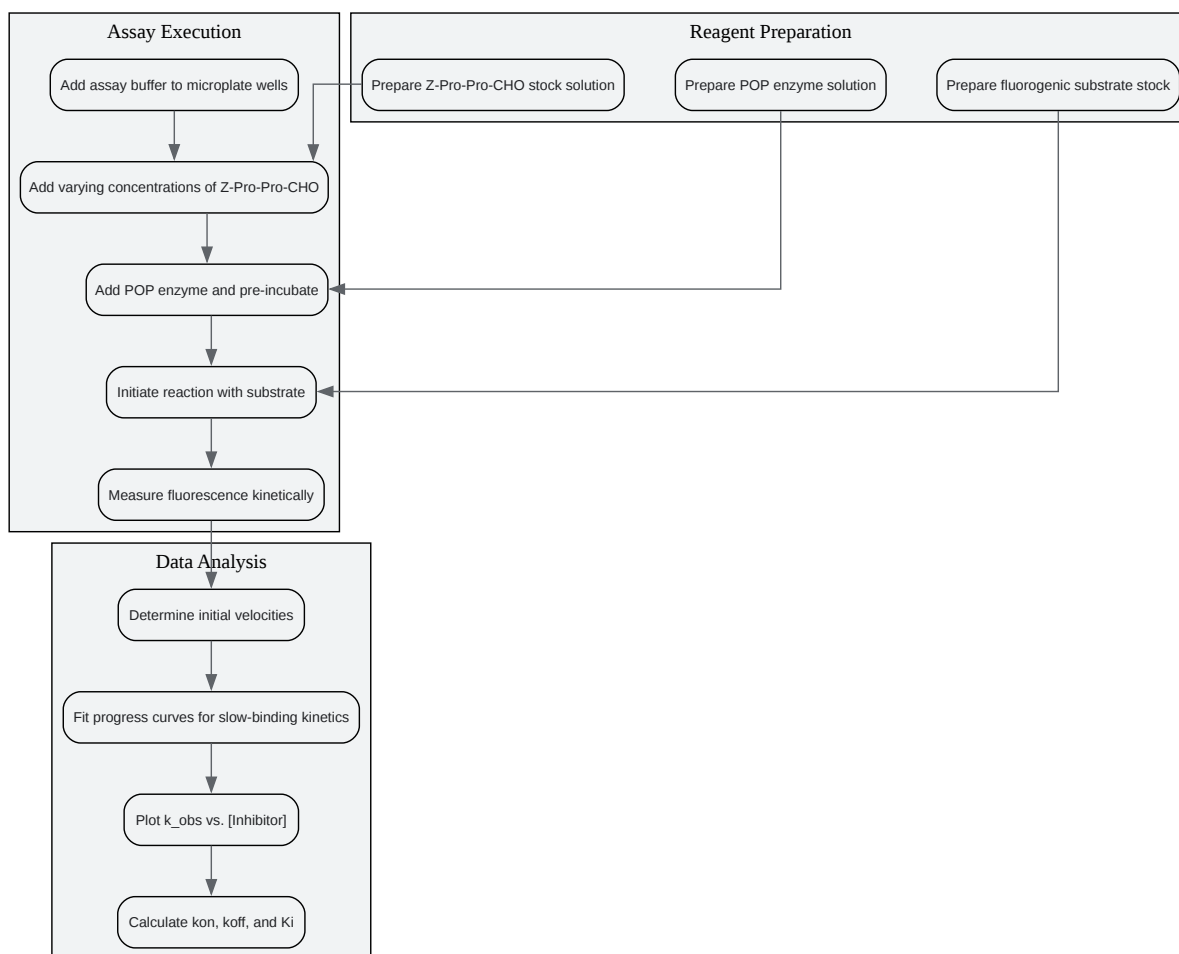 Assay Execution
Reagent Preparation
Add assay buffer to microplate wells
Prepare Z-Pro-Pro-CHO stock solution
Prepare POP enzyme solution
Prepare fluorogenic substrate stock
Add varying concentrations of Z-Pro-Pro-CHO
Add POP enzyme and pre-incubate
Initiate reaction with substrate
Measure fluorescence kinetically
Data Analysis
Determine initial velocities
Fit progress curves for slow-binding kinetics
Plot k_obs vs. [Inhibitor]
Calculate kon, koff, and Ki